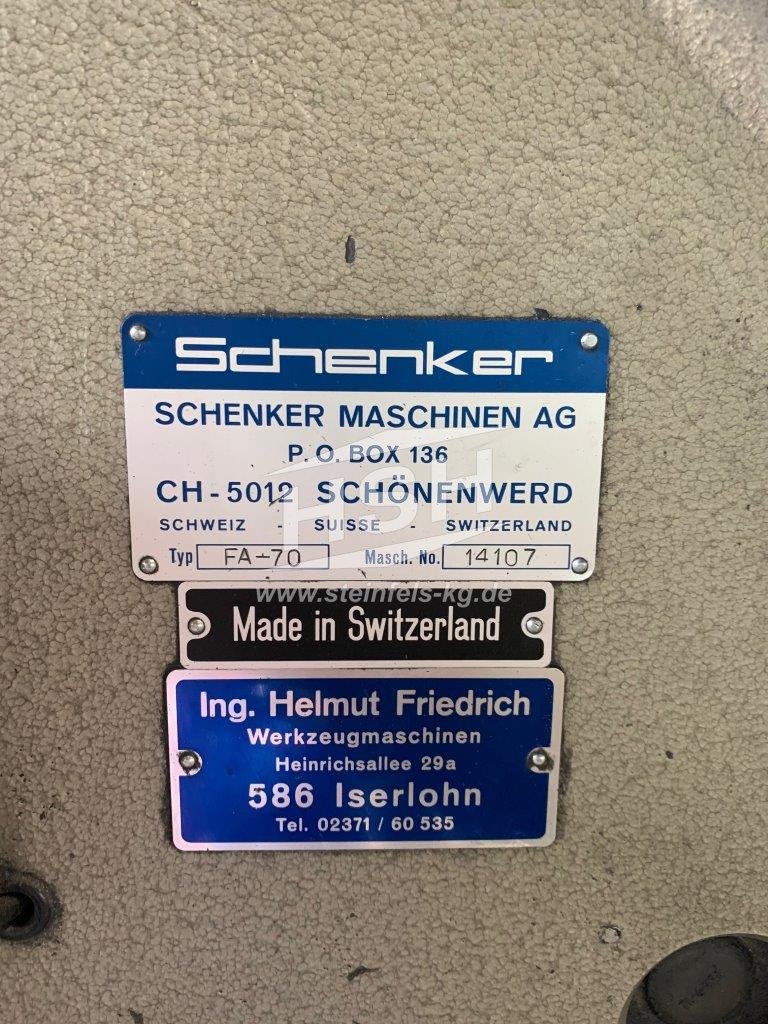 Schenker
SCHENKER MASCHINEN AG
P.O. BOX 136
CH-5012 SCHÖNENWERD
SCHWEIZ - SUISSE - SWITZERLAND
Typ FA-70 Masch. No. 14107
HSH
www.steinfels-kg.de
Made in Switzerland
Ing. Helmut Friedrich
Werkzeugmaschinen
Heinrichsallee 29a
586 Iserlohn
Tel. 02371 / 60 535